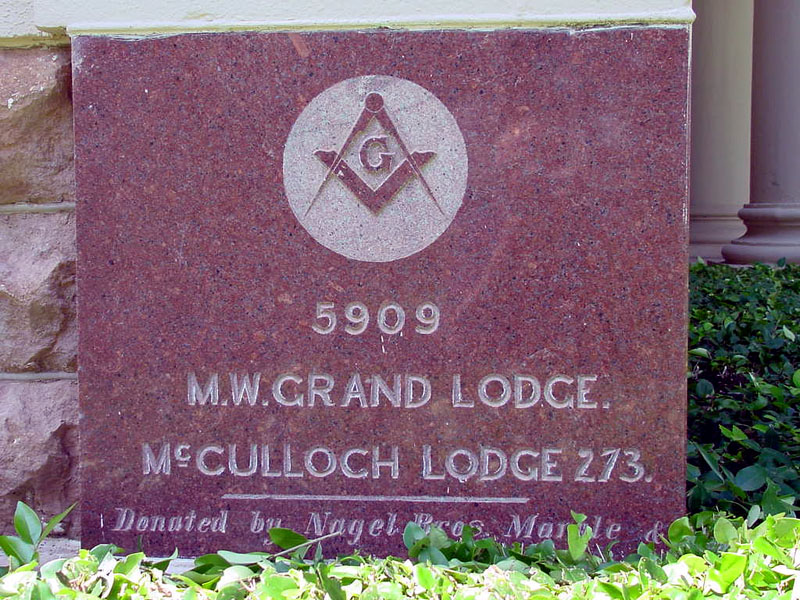 G
5909
M.W. GRAND LODGE.
McCULLOCH LODGE 273.
Donated by Nagel Bros. Marble &